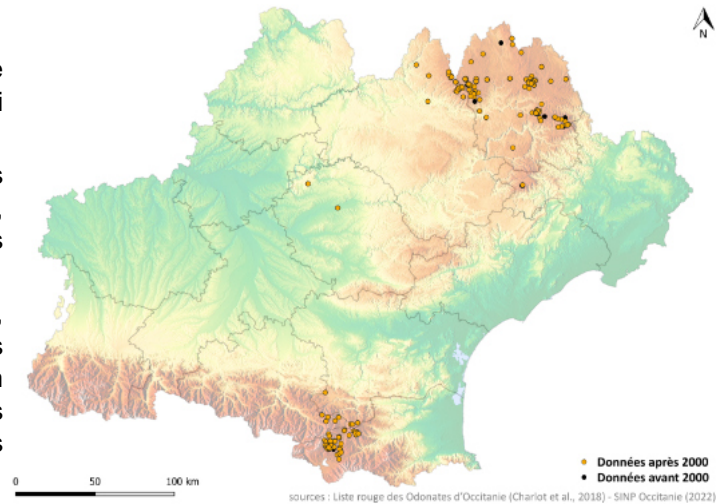 N
e
i
s
,
s
,
s
n
s
s
0 50 100 km
Données après 2000
Données avant 2000
sources : Liste rouge des Odonates d'Occitanie (Charlot et al., 2018) - SINP Occitanie (2022)